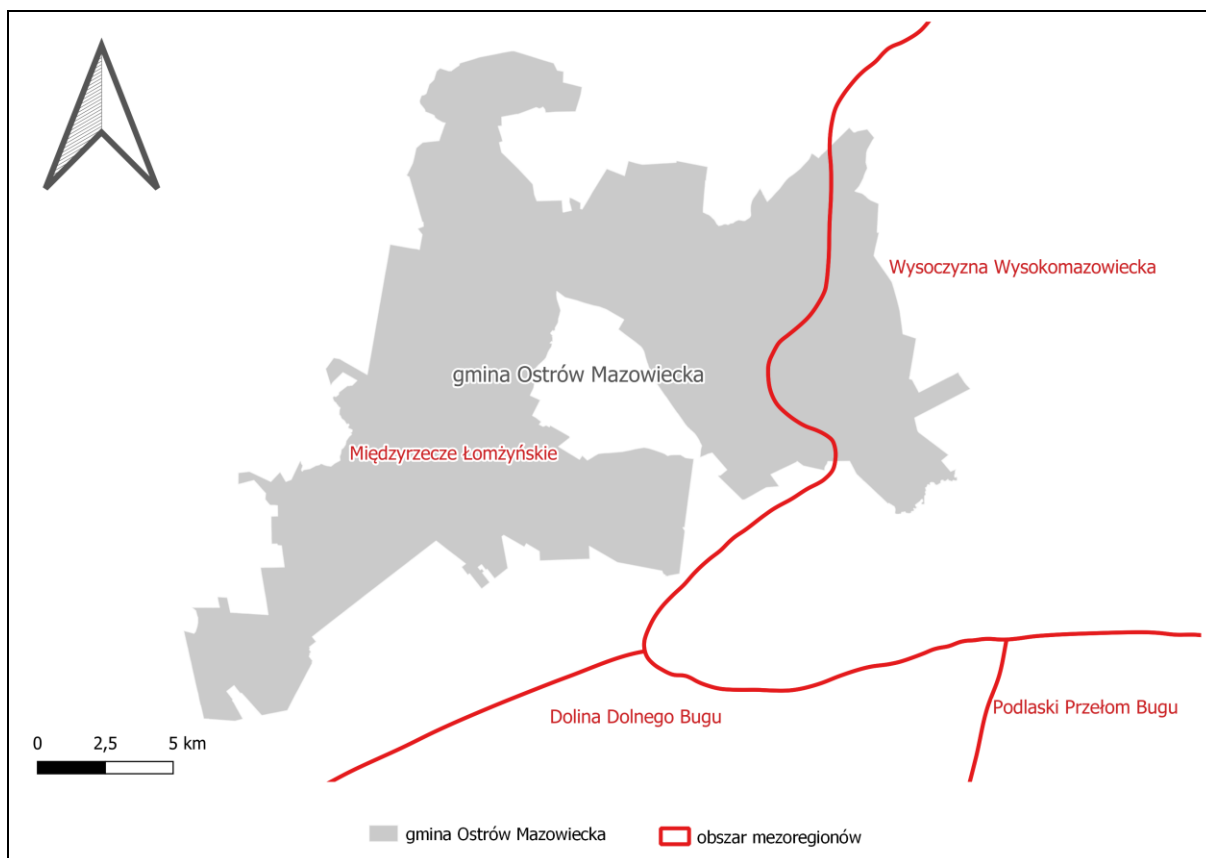 Wysoczyzna Wysokomazowiecka
gmina Ostrów Mazowiecka
Międzyrzecze Łomżyńskie
Dolina Dolnego Bugu
Podlaski Przełom Bugu
0 2,5 5 km
gmina Ostrów Mazowiecka
obszar mezoregionów